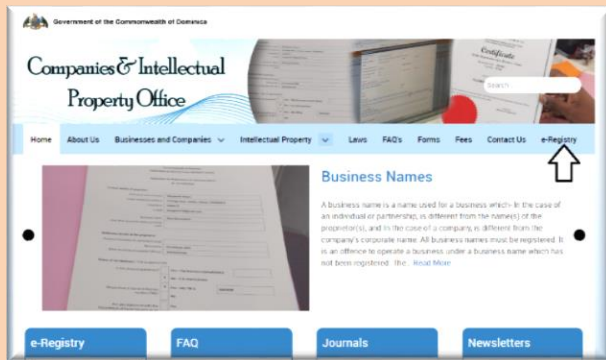 Government of the Commonwealth of Dominica
Companies & Intellectual
Property Office
Certificate
Search
Home About Us Businesses and Companies Intellectual Property Laws FAQ's Forms Fees Contact Us e-Registry
Business Names
A business name is a name used for a business which- In the case of
an individual or partnership, is different from the name(s) of the
proprietor(s), and in the case of a company, is different from the
company's corporate name. All business names must be registered. It
is an offence to operate a business under a business name which has
not been registered. The... Read More
e-Registry
FAQ
Journals
Newsletters